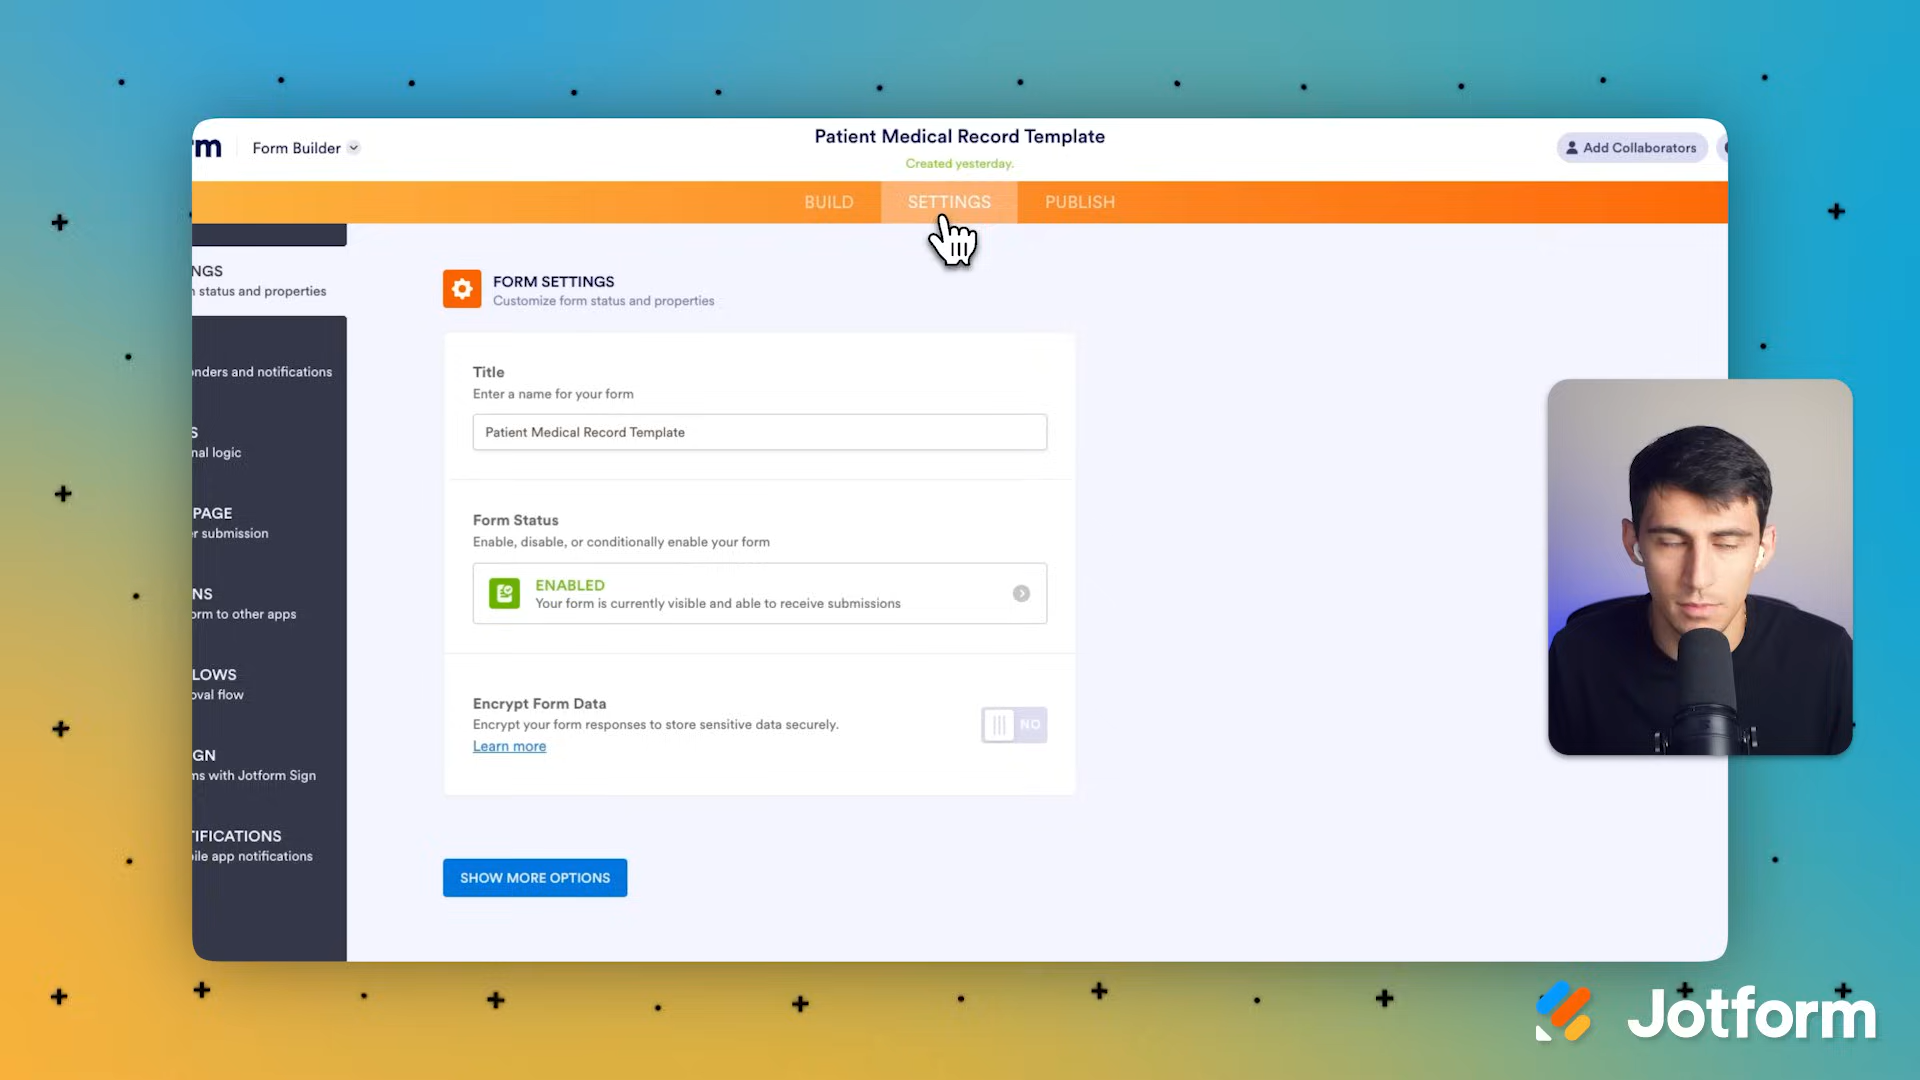 rm
Form Builder
Patient Medical Record Template
Created yesterday.
Add Collaborators
BUILD
SETTINGS
PUBLISH
NGS
status and properties
nders and notifications
S
nal logic
PAGE
r submission
NS
orm to other apps
LOWS
oval flow
GN
ms with Jotform Sign
TIFICATIONS
ile app notifications
FORM SETTINGS
Customize form status and properties
Title
Enter a name for your form
Patient Medical Record Template
Form Status
Enable, disable, or conditionally enable your form
ENABLED
Your form is currently visible and able to receive submissions
Encrypt Form Data
Encrypt your form responses to store sensitive data securely.
Learn more
NO
SHOW MORE OPTIONS
Jotform